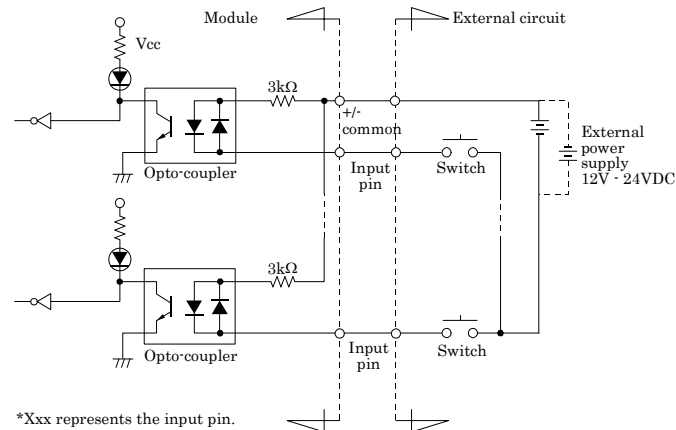 Module
External circuit
Vcc
3kΩ
+/-
common
Opto-coupler
Input
pin
Switch
External
power
supply
12V - 24VDC
3kΩ
Opto-coupler
Input
pin
Switch
*Xxx represents the input pin.